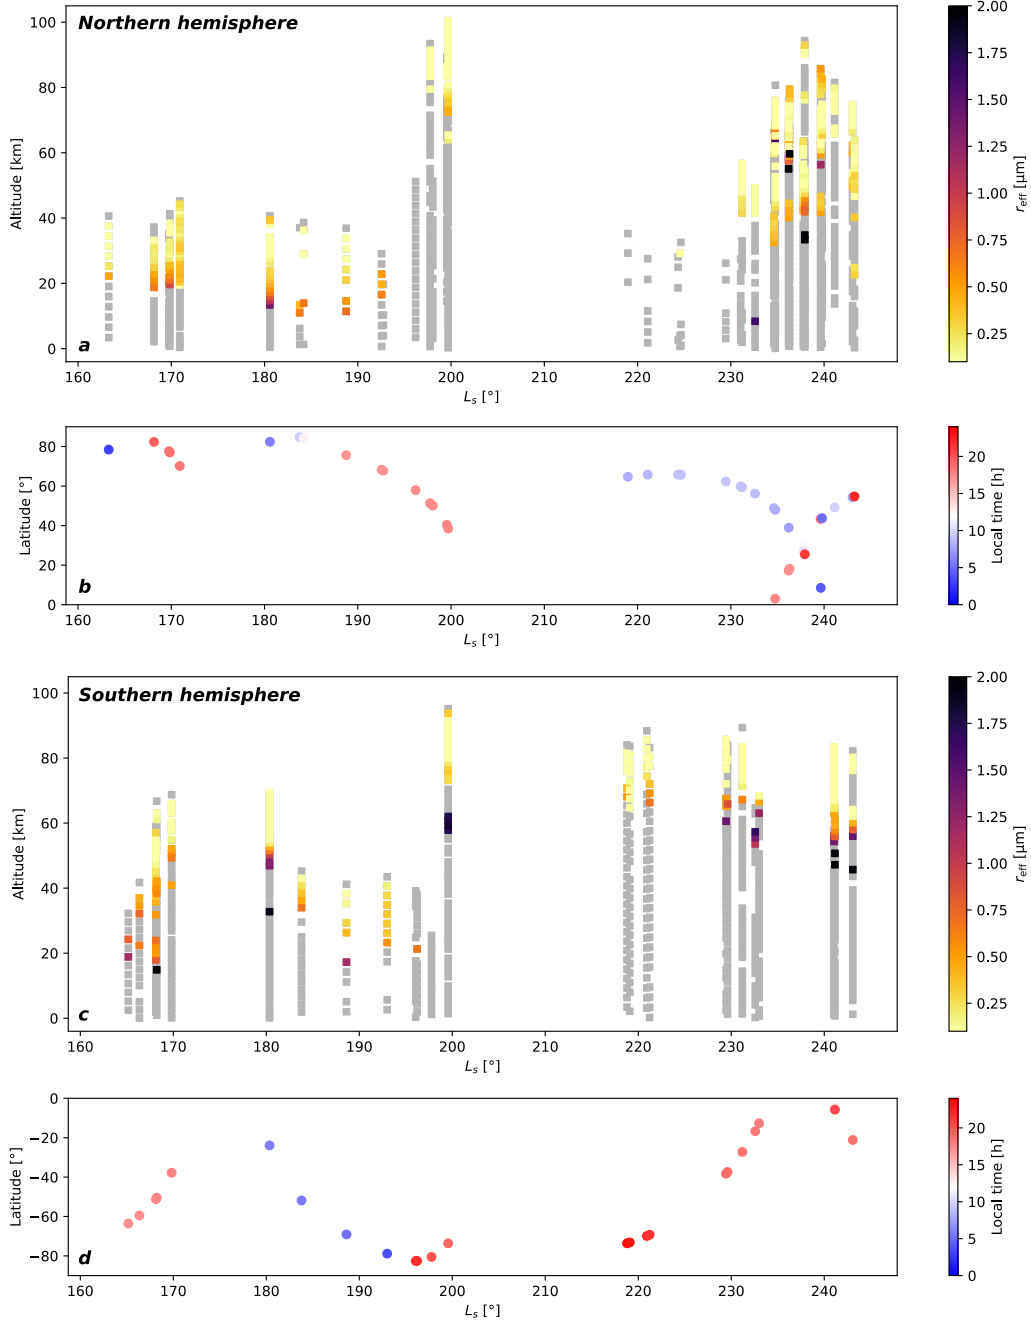 Northern hemisphere
100
80
60
40
20
0
Altitude [km]
a
160 170 180 190 200 210 220 230 240
Ls [°]
2.00
1.75
1.50
1.25
1.00
0.75
0.50
0.25
reff [μm]
80
60
40
20
0
Latitude [°]
b
160 170 180 190 200 210 220 230 240
Ls [°]
20
15
10
5
0
Local time [h]
Southern hemisphere
100
80
60
40
20
0
Altitude [km]
c
160 170 180 190 200 210 220 230 240
Ls [°]
2.00
1.75
1.50
1.25
1.00
0.75
0.50
0.25
reff [μm]
0
−20
−40
−60
−80
Latitude [°]
d
160 170 180 190 200 210 220 230 240
Ls [°]
20
15
10
5
0
Local time [h]